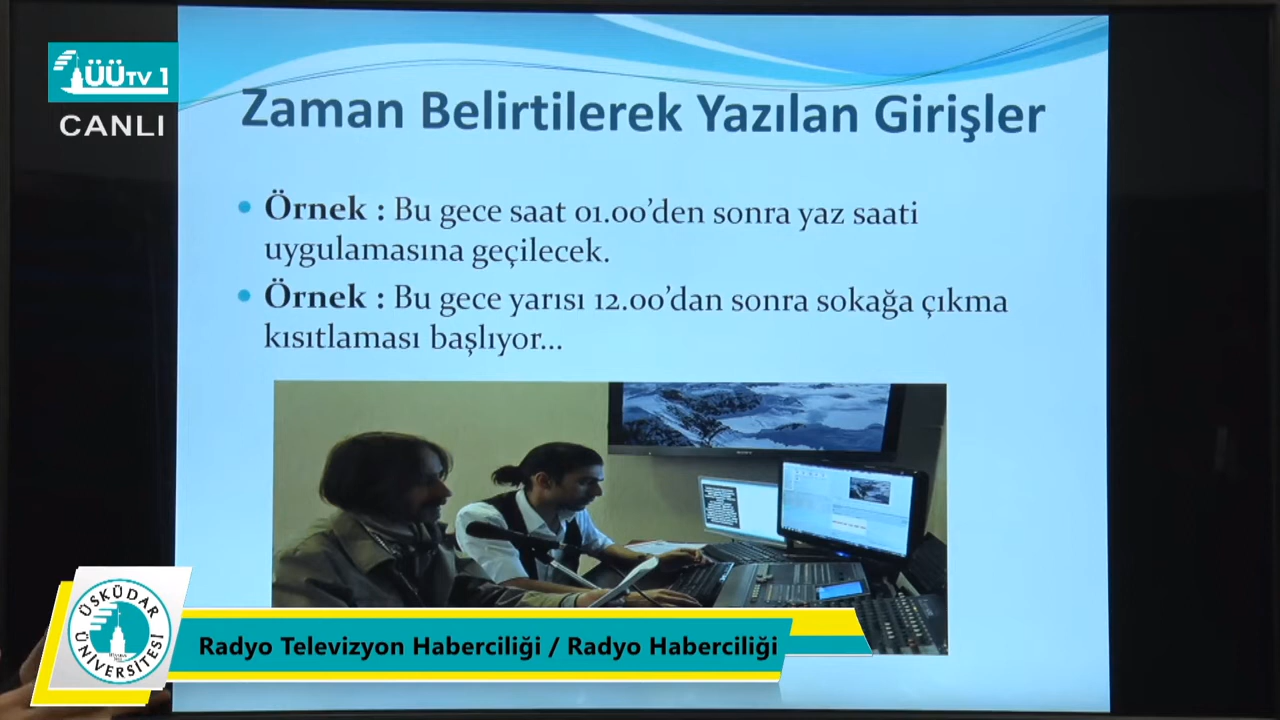 ÜÜTV 1
CANLI
Zaman Belirtilerek Yazılan Girişler
Örnek : Bu gece saat 01.00’den sonra yaz saati
uygulamasına geçilecek.
Örnek : Bu gece yarısı 12.00’dan sonra sokağa çıkma
kısıtlaması başlıyor...
ÜSKÜDAR
ÜNİVERSİTESİ
Radyo Televizyon Haberciliği / Radyo Haberciliği